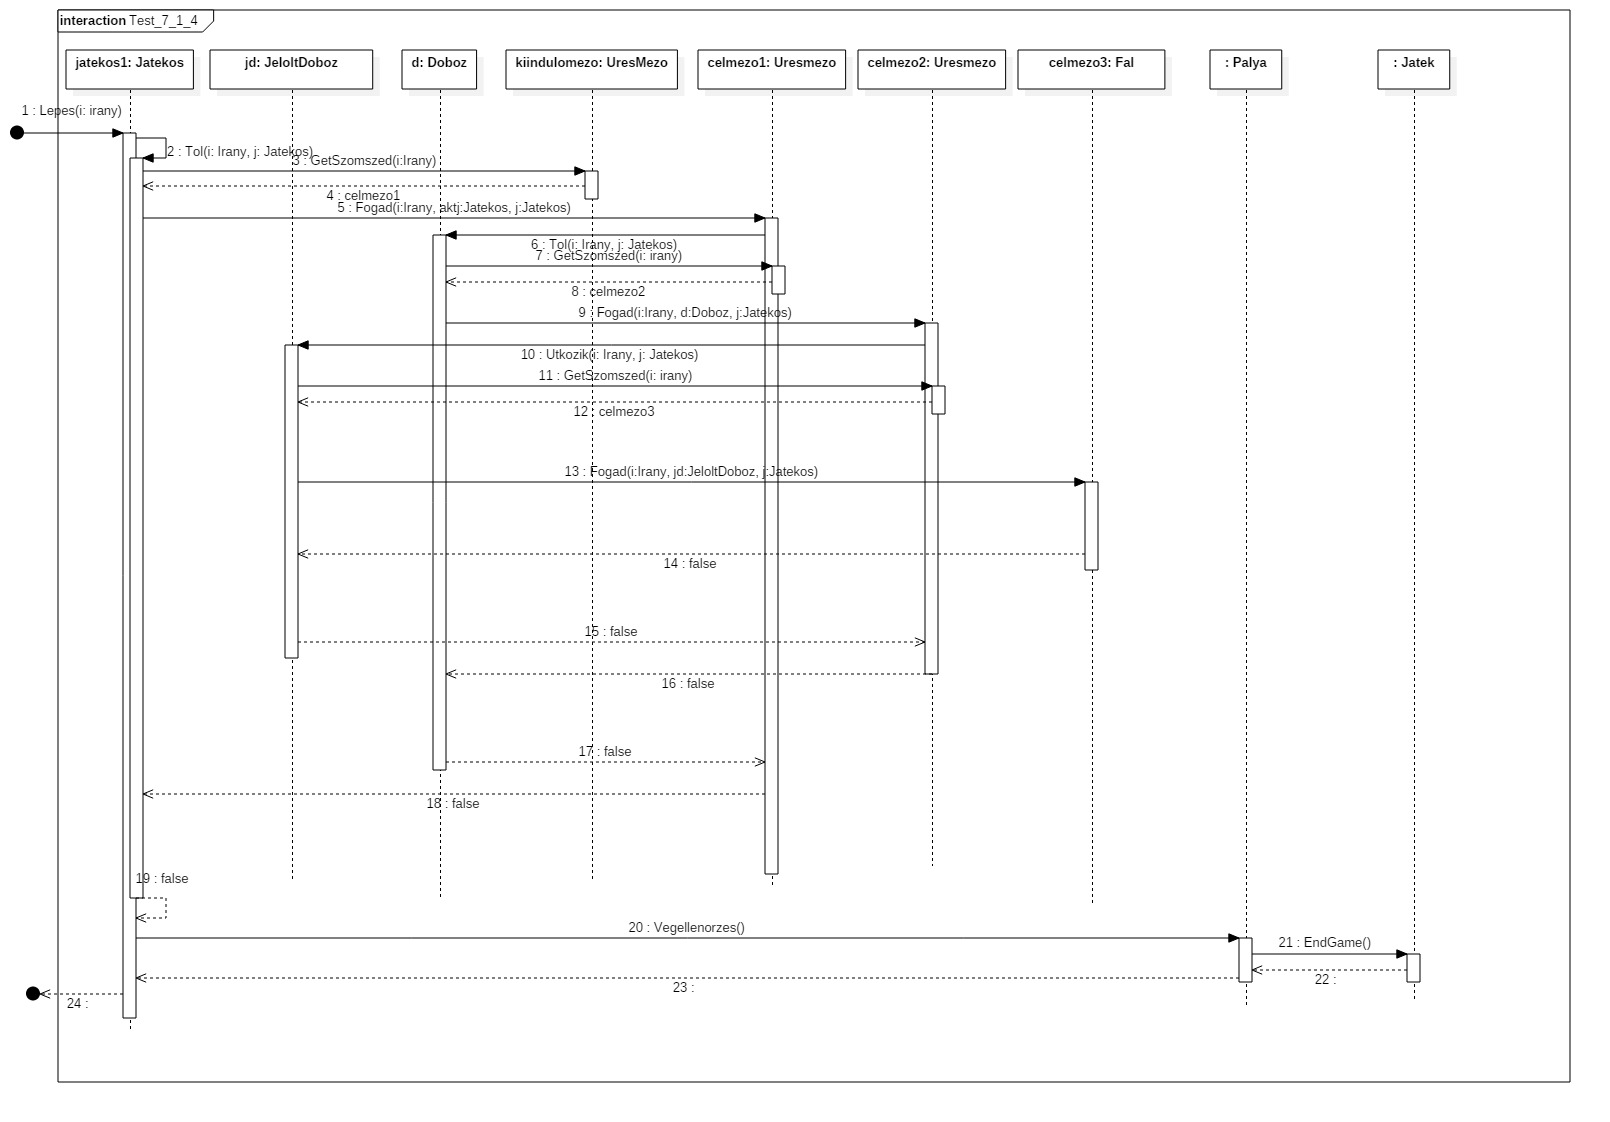 interaction Test_7_1_4
jatekos1: Jatekos
jd: JeloltDoboz
d: Doboz
kiindulomezo: UresMezo
celmezo1: Uresmezo
celmezo2: Uresmezo
celmezo3: Fal
: Palya
: Jatek
1 : Lepes(i: irany)
2 : Tol(i: Irany, j: Jatekos)
3 : GetSzomszed(i:Irany)
4 : celmezo1
5 : Fogad(i:Irany, aktj:Jatekos, j:Jatekos)
6 : Tol(i: Irany, j: Jatekos)
7 : GetSzomszed(i: irany)
8 : celmezo2
9 : Fogad(i:Irany, d:Doboz, j:Jatekos)
10 : Utkozik(i: Irany, j: Jatekos)
11 : GetSzomszed(i: irany)
12 : celmezo3
13 : Fogad(i:Irany, jd:JeloltDoboz, j:Jatekos)
14 : false
15 : false
16 : false
17 : false
18 : false
19 : false
20 : Vegellenorzes()
21 : EndGame()
22 :
23 :
24 :